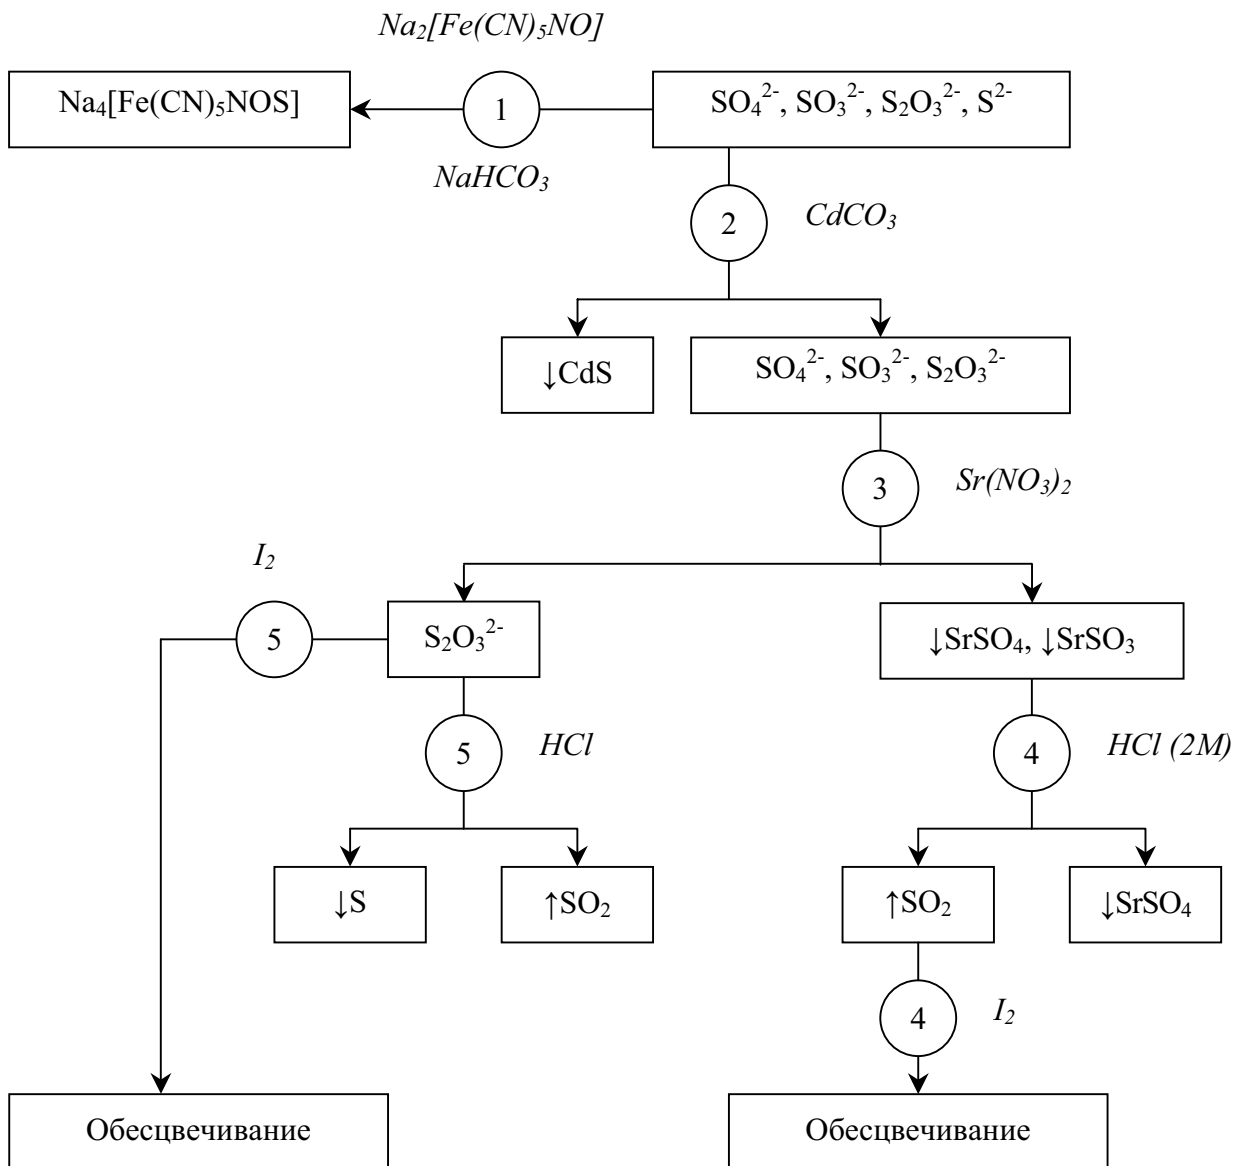 Na₂[Fe(CN)₅NO]
Na₄[Fe(CN)₅NOS]
1
SO₄²⁻, SO₃²⁻, S₂O₃²⁻, S²⁻
NaHCO₃
2
CdCO₃
↓CdS
SO₄²⁻, SO₃²⁻, S₂O₃²⁻
3
Sr(NO₃)₂
I₂
5
S₂O₃²⁻
↓SrSO₄, ↓SrSO₃
5
HCl
4
HCl (2M)
↓S
↑SO₂
↑SO₂
↓SrSO₄
4
I₂
Обесцвечивание
Обесцвечивание